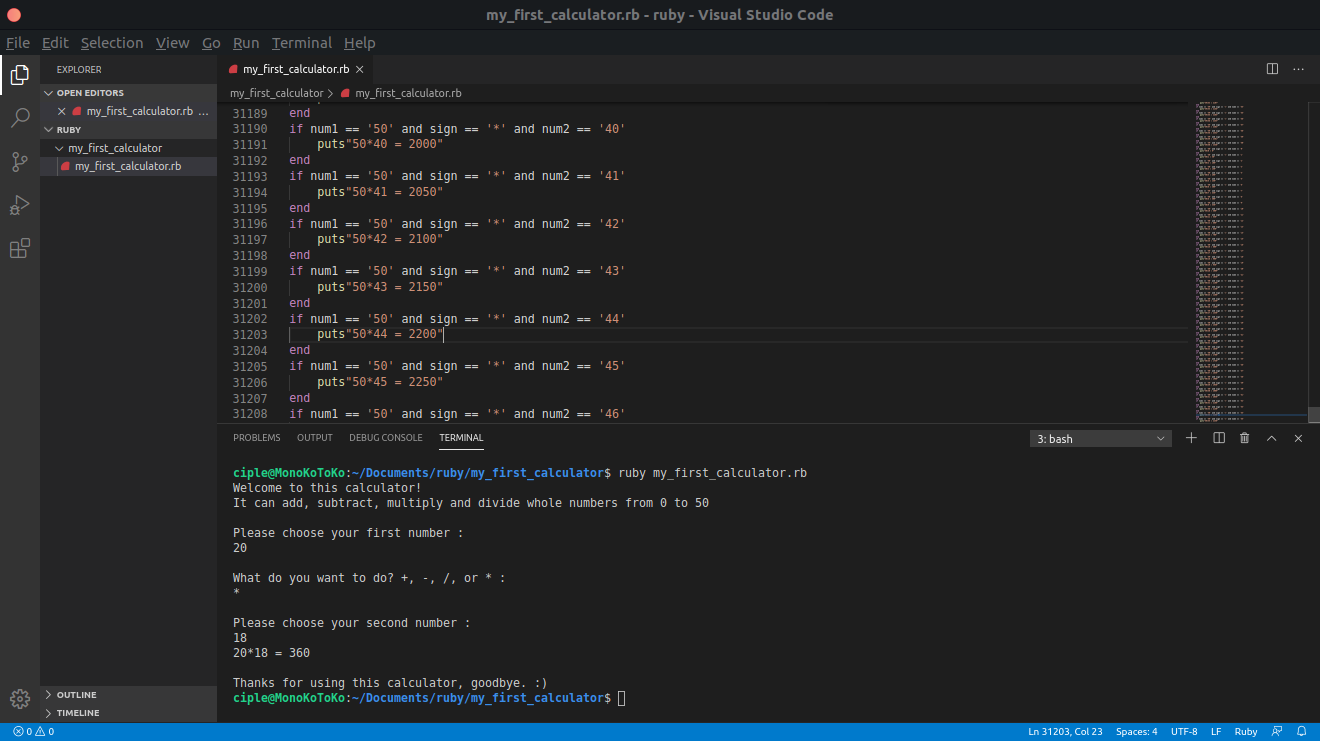 my_first_calculator.rb - ruby - Visual Studio Code
File Edit Selection View Go Run Terminal Help
EXPLORER
OPEN EDITORS
my_first_calculator.rb ...
RUBY
my_first_calculator
my_first_calculator.rb
OUTLINE
TIMELINE
my_first_calculator.rb
my_first_calculator > my_first_calculator.rb
31189 end
31190 if num1 == '50' and sign == '*' and num2 == '40'
31191 puts"50*40 = 2000"
31192 end
31193 if num1 == '50' and sign == '*' and num2 == '41'
31194 puts"50*41 = 2050"
31195 end
31196 if num1 == '50' and sign == '*' and num2 == '42'
31197 puts"50*42 = 2100"
31198 end
31199 if num1 == '50' and sign == '*' and num2 == '43'
31200 puts"50*43 = 2150"
31201 end
31202 if num1 == '50' and sign == '*' and num2 == '44'
31203 puts"50*44 = 2200"
31204 end
31205 if num1 == '50' and sign == '*' and num2 == '45'
31206 puts"50*45 = 2250"
31207 end
31208 if num1 == '50' and sign == '*' and num2 == '46'
PROBLEMS OUTPUT DEBUG CONSOLE TERMINAL 3: bash
ciple@MonoKoToKo:~/Documents/ruby/my_first_calculator$ ruby my_first_calculator.rb
Welcome to this calculator!
It can add, subtract, multiply and divide whole numbers from 0 to 50
Please choose your first number :
20
What do you want to do? +, -, /, or * :
*
Please choose your second number :
18
20*18 = 360
Thanks for using this calculator, goodbye. :)
ciple@MonoKoToKo:~/Documents/ruby/my_first_calculator$
0 0 Ln 31203, Col 23 Spaces: 4 UTF-8 LF Ruby